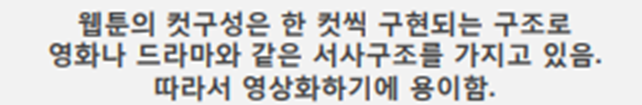 웹툰의 컷구성은 한 컷씩 구현되는 구조로
영화나 드라마와 같은 서사구조를 가지고 있음.
따라서 영상화하기에 용이함.